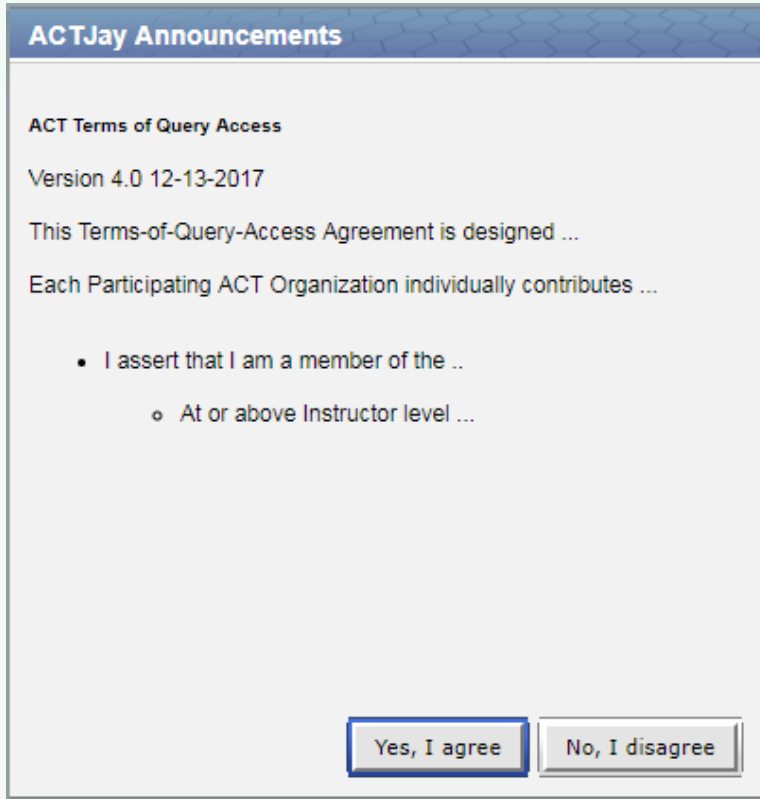 ACTJay Announcements
ACT Terms of Query Access
Version 4.0 12-13-2017
This Terms-of-Query-Access Agreement is designed ...
Each Participating ACT Organization individually contributes ...
• I assert that I am a member of the ..
o At or above Instructor level ...
Yes, I agree No, I disagree